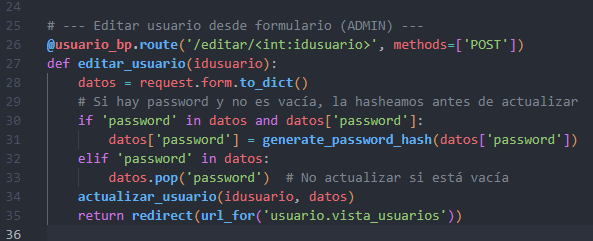 24
25 # --- Editar usuario desde formulario (ADMIN) ---
26 @usuario_bp.route('/editar/<int:idusuario>', methods=['POST'])
27 def editar_usuario(idusuario):
28     datos = request.form.to_dict()
29     # Si hay password y no es vacía, la hasheamos antes de actualizar
30     if 'password' in datos and datos['password']:
31         datos['password'] = generate_password_hash(datos['password'])
32     elif 'password' in datos:
33         datos.pop('password')  # No actualizar si está vacía
34     actualizar_usuario(idusuario, datos)
35     return redirect(url_for('usuario.vista_usuarios'))
36